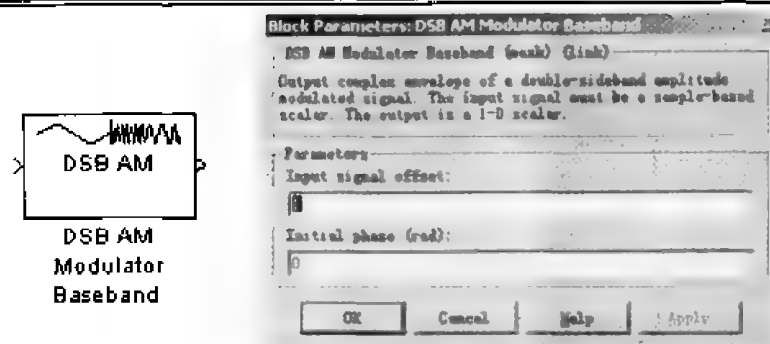 DSB AM
DSB AM
Modulator
Baseband
Block Parameters: DSB AM Modulator Baseband
DSB AM Modulator Baseband (mask) (link)
Output complex envelope of a double-sideband amplitude
modulated signal. The input signal must be a sample-based
scalar. The output is a 1-D scalar.
Parameters
Input signal offset:
Initial phase (rad):
0
OK
Cancel
Help
Apply